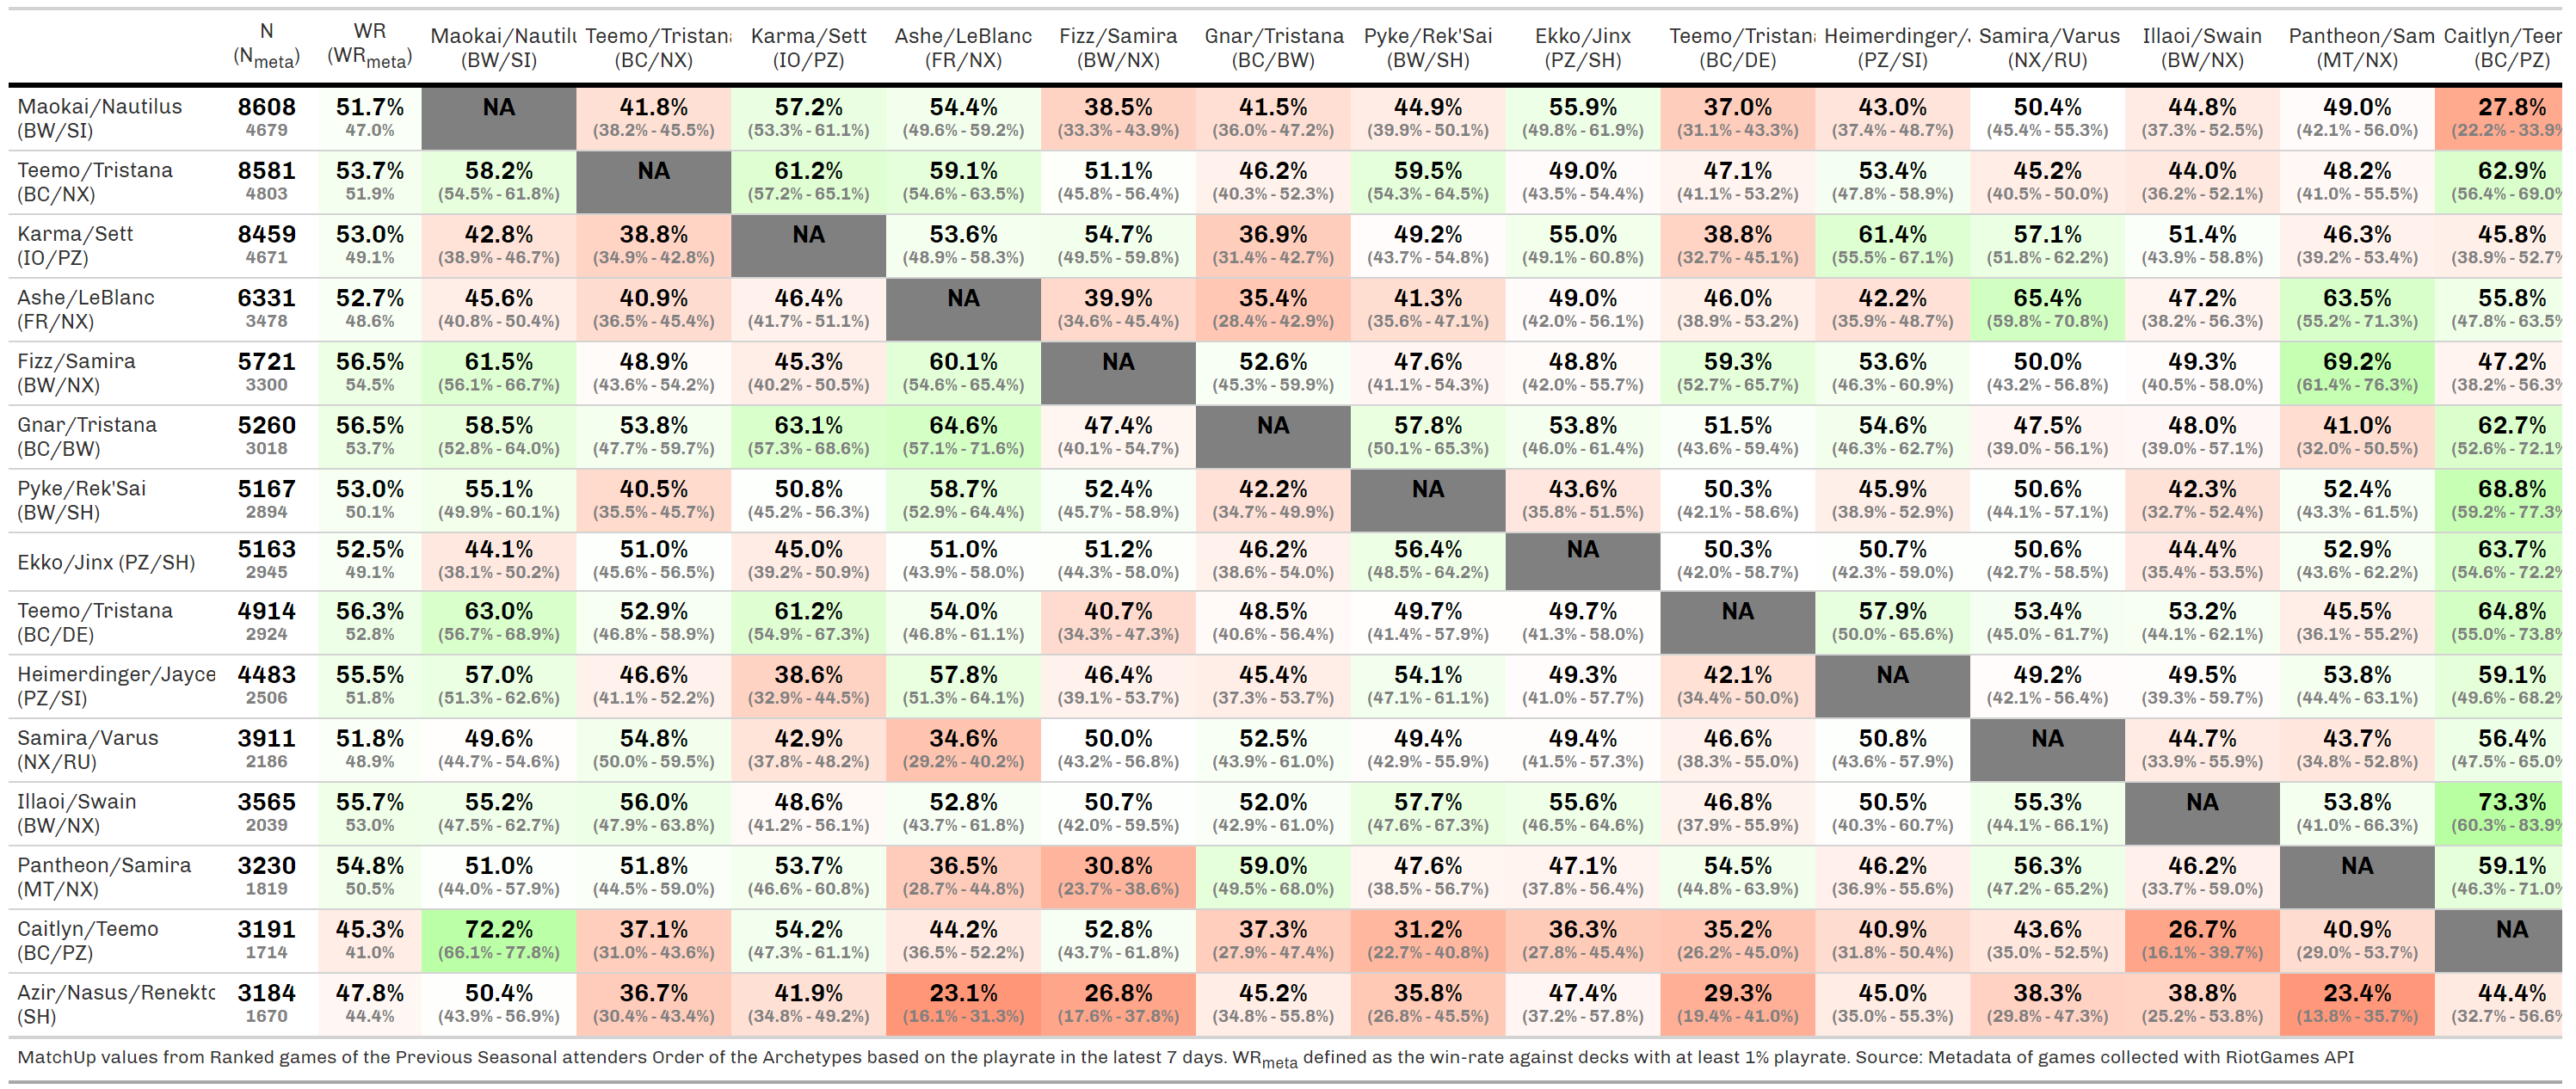 N WR Maokai/Nautilu Teemo/Tristana Karma/Sett Ashe/LeBlanc Fizz/Samira Gnar/Tristana Pyke/Rek'Sai Ekko/Jinx Teemo/Tristana Heimerdinger/J Samira/Varus Illaoi/Swain Pantheon/Sam Caitlyn/Teer
(Nmeta) (WRmeta) (BW/SI) (BC/NX) (IO/PZ) (FR/NX) (BW/NX) (BC/BW) (BW/SH) (PZ/SH) (BC/DE) (PZ/SI) (NX/RU) (BW/NX) (MT/NX) (BC/PZ)
Maokai/Nautilus 8608 51.7% NA 41.8% 57.2% 54.4% 38.5% 41.5% 44.9% 55.9% 37.0% 43.0% 50.4% 44.8% 49.0% 27.8%
(BW/SI) 4679 47.0% (38.2% - 45.5%) (53.3% - 61.1%) (49.6% - 59.2%) (33.3% - 43.9%) (36.0% - 47.2%) (39.9% - 50.1%) (49.8% - 61.9%) (31.1% - 43.3%) (37.4% - 48.7%) (45.4% - 55.3%) (37.3% - 52.5%) (42.1% - 56.0%) (22.2% - 33.9%
Teemo/Tristana 8581 53.7% 58.2% NA 61.2% 59.1% 51.1% 46.2% 59.5% 49.0% 47.1% 53.4% 45.2% 44.0% 48.2% 62.9%
(BC/NX) 4803 51.9% (54.5% - 61.8%) (57.2% - 65.1%) (54.6% - 63.5%) (45.8% - 56.4%) (40.3% - 52.3%) (54.3% - 64.5%) (43.5% - 54.4%) (41.1% - 53.2%) (47.8% - 58.9%) (40.5% - 50.0%) (36.2% - 52.1%) (41.0% - 55.5%) (56.4% - 69.0%
Karma/Sett 8459 53.0% 42.8% 38.8% NA 53.6% 54.7% 36.9% 49.2% 55.0% 38.8% 61.4% 57.1% 51.4% 46.3% 45.8%
(IO/PZ) 4671 49.1% (38.9% - 46.7%) (34.9% - 42.8%) (48.9% - 58.3%) (49.5% - 59.8%) (31.4% - 42.7%) (43.7% - 54.8%) (49.1% - 60.8%) (32.7% - 45.1%) (55.5% - 67.1%) (51.8% - 62.2%) (43.9% - 58.8%) (39.2% - 53.4%) (38.9% - 52.7%
Ashe/LeBlanc 6331 52.7% 45.6% 40.9% 46.4% NA 39.9% 35.4% 41.3% 49.0% 46.0% 42.2% 65.4% 47.2% 63.5% 55.8%
(FR/NX) 3478 48.6% (40.8% - 50.4%) (36.5% - 45.4%) (41.7% - 51.1%) (34.6% - 45.4%) (28.4% - 42.9%) (35.6% - 47.1%) (42.0% - 56.1%) (38.9% - 53.2%) (35.9% - 48.7%) (59.8% - 70.8%) (38.2% - 56.3%) (55.2% - 71.3%) (47.8% - 63.5%
Fizz/Samira 5721 56.5% 61.5% 48.9% 45.3% 60.1% NA 52.6% 47.6% 48.8% 59.3% 53.6% 50.0% 49.3% 69.2% 47.2%
(BW/NX) 3300 54.5% (56.1% - 66.7%) (43.6% - 54.2%) (40.2% - 50.5%) (54.6% - 65.4%) (45.3% - 59.9%) (41.1% - 54.3%) (42.0% - 55.7%) (52.7% - 65.7%) (46.3% - 60.9%) (43.2% - 56.8%) (40.5% - 58.0%) (61.4% - 76.3%) (38.2% - 56.3%
Gnar/Tristana 5260 56.5% 58.5% 53.8% 63.1% 64.6% 47.4% NA 57.8% 53.8% 51.5% 54.6% 47.5% 48.0% 41.0% 62.7%
(BC/BW) 3018 53.7% (52.8% - 64.0%) (47.7% - 59.7%) (57.3% - 68.6%) (57.1% - 71.6%) (40.1% - 54.7%) (50.1% - 65.3%) (46.0% - 61.4%) (43.6% - 59.4%) (46.3% - 62.7%) (39.0% - 56.1%) (39.0% - 57.1%) (32.0% - 50.5%) (52.6% - 72.1%
Pyke/Rek'Sai 5167 53.0% 55.1% 40.5% 50.8% 58.7% 52.4% 42.2% NA 43.6% 50.3% 45.9% 50.6% 42.3% 52.4% 68.8%
(BW/SH) 2894 50.1% (49.9% - 60.1%) (35.5% - 45.7%) (45.2% - 56.3%) (52.9% - 64.4%) (45.7% - 58.9%) (34.7% - 49.9%) (35.8% - 51.5%) (42.1% - 58.6%) (38.9% - 52.9%) (44.1% - 57.1%) (32.7% - 52.4%) (43.3% - 61.5%) (59.2% - 77.3%
Ekko/Jinx (PZ/SH) 5163 52.5% 44.1% 51.0% 45.0% 51.0% 51.2% 46.2% 56.4% NA 50.3% 50.7% 50.6% 44.4% 52.9% 63.7%
2945 49.1% (38.1% - 50.2%) (45.6% - 56.5%) (39.2% - 50.9%) (43.9% - 58.0%) (44.3% - 58.0%) (38.6% - 54.0%) (48.5% - 64.2%) (42.0% - 58.7%) (42.3% - 59.0%) (42.7% - 58.5%) (35.4% - 53.5%) (43.6% - 62.2%) (54.6% - 72.2%
Teemo/Tristana 4914 56.3% 63.0% 52.9% 61.2% 54.0% 40.7% 48.5% 49.7% 49.7% NA 57.9% 53.4% 53.2% 45.5% 64.8%
(BC/DE) 2924 52.8% (56.7% - 68.9%) (46.8% - 58.9%) (54.9% - 67.3%) (46.8% - 61.1%) (34.3% - 47.3%) (40.6% - 56.4%) (41.4% - 57.9%) (41.3% - 58.0%) (50.0% - 65.6%) (45.0% - 61.7%) (44.1% - 62.1%) (36.1% - 55.2%) (55.0% - 73.8%
Heimerdinger/Jayce 4483 55.5% 57.0% 46.6% 38.6% 57.8% 46.4% 45.4% 54.1% 49.3% 42.1% NA 49.2% 49.5% 53.8% 59.1%
(PZ/SI) 2506 51.8% (51.3% - 62.6%) (41.1% - 52.2%) (32.9% - 44.5%) (51.3% - 64.1%) (39.1% - 53.7%) (37.3% - 53.7%) (47.1% - 61.1%) (41.0% - 57.7%) (34.4% - 50.0%) (42.1% - 56.4%) (39.3% - 59.7%) (44.4% - 63.1%) (49.6% - 68.2%
Samira/Varus 3911 51.8% 49.6% 54.8% 42.9% 34.6% 50.0% 52.5% 49.4% 49.4% 46.6% 50.8% NA 44.7% 43.7% 56.4%
(NX/RU) 2186 48.9% (44.7% - 54.6%) (50.0% - 59.5%) (37.8% - 48.2%) (29.2% - 40.2%) (43.2% - 56.8%) (43.9% - 61.0%) (42.9% - 55.9%) (41.5% - 57.3%) (38.3% - 55.0%) (43.6% - 57.9%) (33.9% - 55.9%) (34.8% - 52.8%) (47.5% - 65.0%
Illaoi/Swain 3565 55.7% 55.2% 56.0% 48.6% 52.8% 50.7% 52.0% 57.7% 55.6% 46.8% 50.5% 55.3% NA 53.8% 73.3%
(BW/NX) 2039 53.0% (47.5% - 62.7%) (47.9% - 63.8%) (41.2% - 56.1%) (43.7% - 61.8%) (42.0% - 59.5%) (42.9% - 61.0%) (47.6% - 67.3%) (46.5% - 64.6%) (37.9% - 55.9%) (40.3% - 60.7%) (44.1% - 66.1%) (41.0% - 66.3%) (60.3% - 83.9%
Pantheon/Samira 3230 54.8% 51.0% 51.8% 53.7% 36.5% 30.8% 59.0% 47.6% 47.1% 54.5% 46.2% 56.3% 46.2% NA 59.1%
(MT/NX) 1819 50.5% (44.0% - 57.9%) (44.5% - 59.0%) (46.6% - 60.8%) (28.7% - 44.8%) (23.7% - 38.6%) (49.5% - 68.0%) (38.5% - 56.7%) (37.8% - 56.4%) (44.8% - 63.9%) (36.9% - 55.6%) (47.2% - 65.2%) (33.7% - 59.0%) (46.3% - 71.0%
Caitlyn/Teemo 3191 45.3% 72.2% 37.1% 54.2% 44.2% 52.8% 37.3% 31.2% 36.3% 35.2% 40.9% 43.6% 26.7% 40.9% NA
(BC/PZ) 1714 41.0% (66.1% - 77.8%) (31.0% - 43.6%) (47.3% - 61.1%) (36.5% - 52.2%) (43.7% - 61.8%) (27.9% - 47.4%) (22.7% - 40.8%) (27.8% - 45.4%) (26.2% - 45.0%) (31.8% - 50.4%) (35.0% - 52.5%) (16.1% - 39.7%) (29.0% - 53.7%)
Azir/Nasus/Renekto 3184 47.8% 50.4% 36.7% 41.9% 23.1% 26.8% 45.2% 35.8% 47.4% 29.3% 45.0% 38.3% 38.8% 23.4% 44.4%
(SH) 1670 44.4% (43.9% - 56.9%) (30.4% - 43.4%) (34.8% - 49.2%) (16.1% - 31.3%) (17.6% - 37.8%) (34.8% - 55.8%) (26.8% - 45.5%) (37.2% - 57.8%) (19.4% - 41.0%) (35.0% - 55.3%) (29.8% - 47.3%) (25.2% - 53.8%) (13.8% - 35.7%) (32.7% - 56.6%
MatchUp values from Ranked games of the Previous Seasonal attenders Order of the Archetypes based on the playrate in the latest 7 days. WRmeta defined as the win-rate against decks with at least 1% playrate. Source: Metadata of games collected with RiotGames API